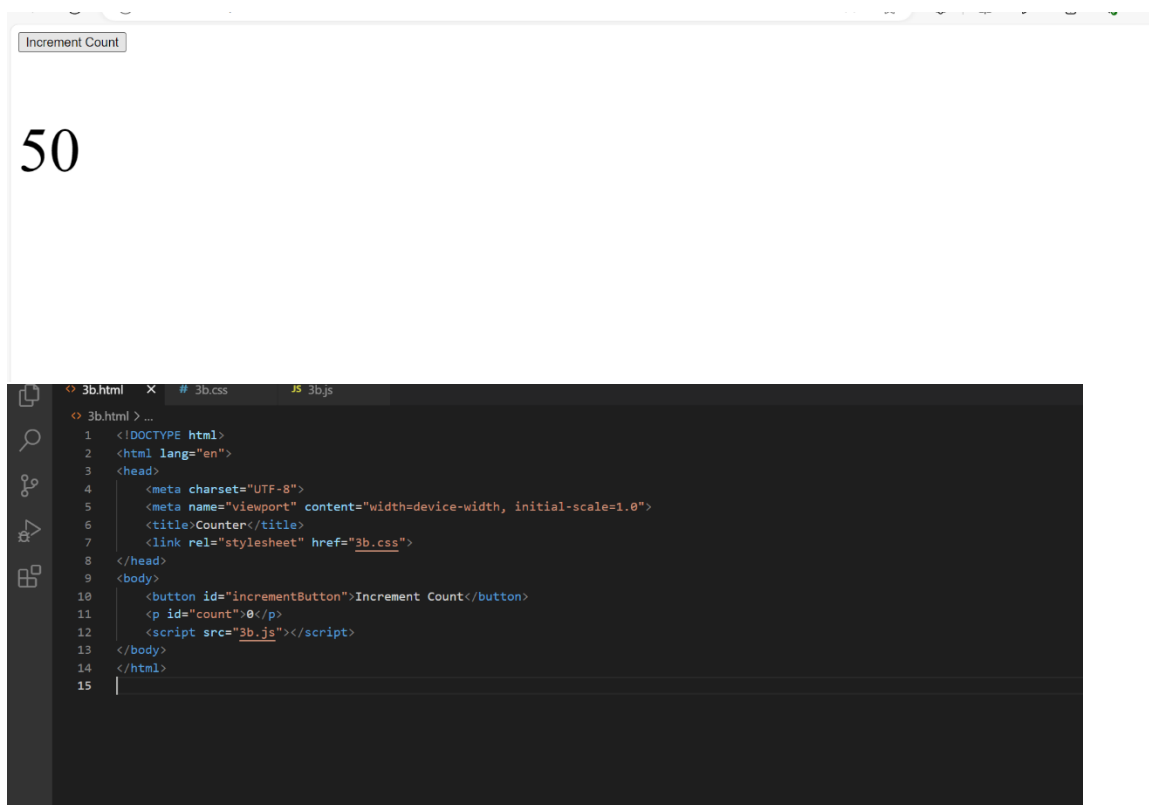 Increment Count
50
<> 3b.html X # 3b.css JS 3b.js
<> 3b.html > ...
1 <!DOCTYPE html>
2 <html lang="en">
3 <head>
4 <meta charset="UTF-8">
5 <meta name="viewport" content="width=device-width, initial-scale=1.0">
6 <title>Counter</title>
7 <link rel="stylesheet" href="3b.css">
8 </head>
9 <body>
10 <button id="incrementButton">Increment Count</button>
11 <p id="count">0</p>
12 <script src="3b.js"></script>
13 </body>
14 </html>
15